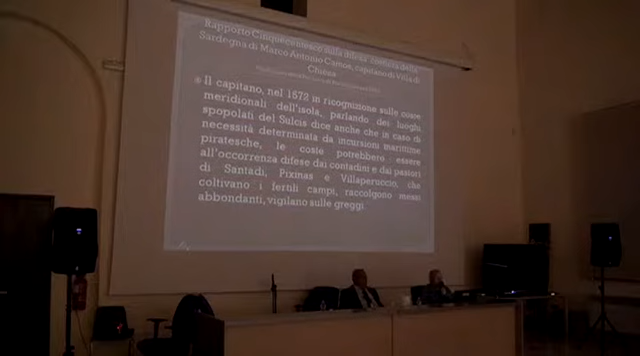 Rapporto Cinquecentesco sulla difesa costiera della
Sardegna di Marco Antonio Camos, capitano di Villa di
Chiesa
Il capitano, nel 1572 in ricognizione sulle coste
meridionali dell'isola, parlando dei luoghi
spopolati del Sulcis dice anche che in caso di
necessità determinata da incursioni marittime
piratesche, le coste potrebbero essere
all'occorrenza difese dai contadini e dai pastori
di Santadi, Pixinas e Villaperuccio, che
coltivano i fertili campi, raccolgono messi
abbondanti, vigilano sulle greggi